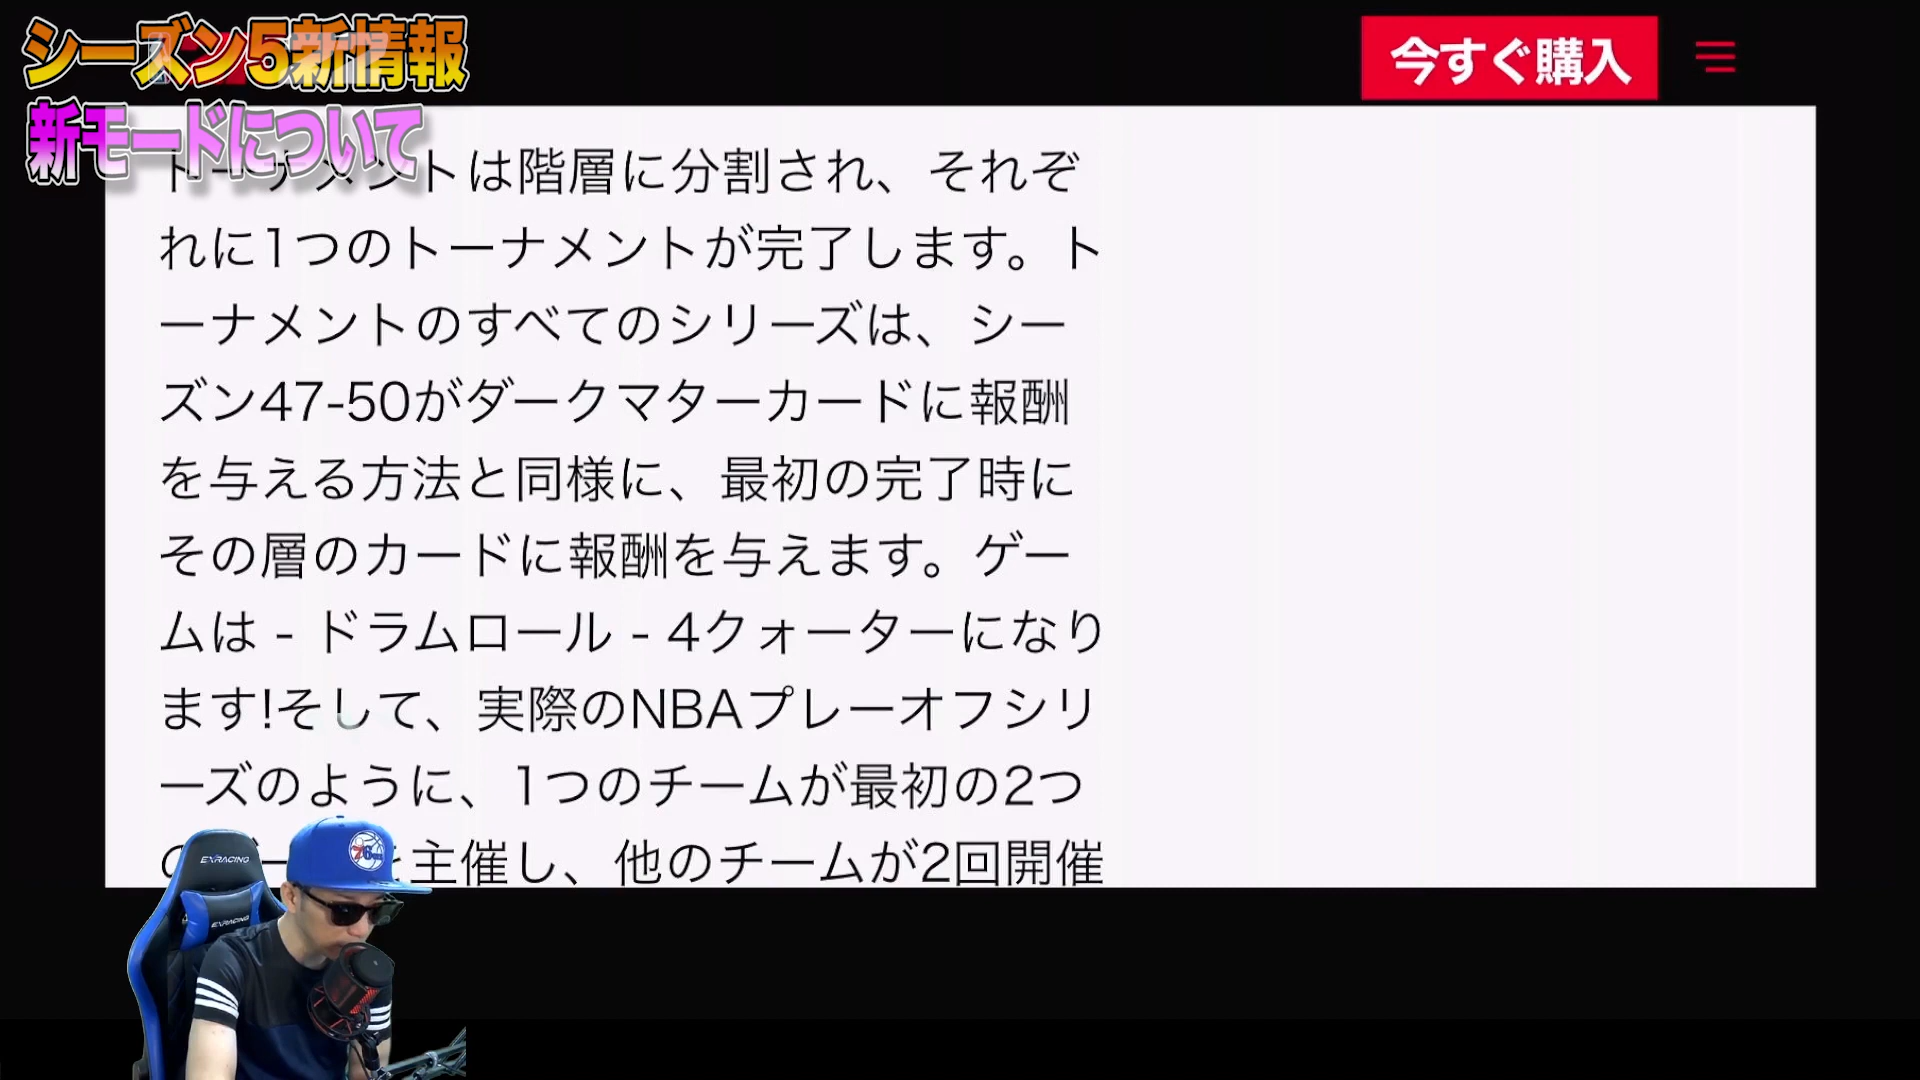 シーズン5新情報
新モードについて
今すぐ購入
トーナメントは階層に分割され、それぞ
れに1つのトーナメントが完了します。ト
ーナメントのすべてのシリーズは、シー
ズン47-50がダークマターカードに報酬
を与える方法と同様に、最初の完了時に
その層のカードに報酬を与えます。ゲー
ムは - ドラムロール - 4クォーターになり
ます!そして、実際のNBAプレーオフシリ
ーズのように、1つのチームが最初の2つ
主催し、他のチームが2回開催
EXRACING
76ers
EXRACING